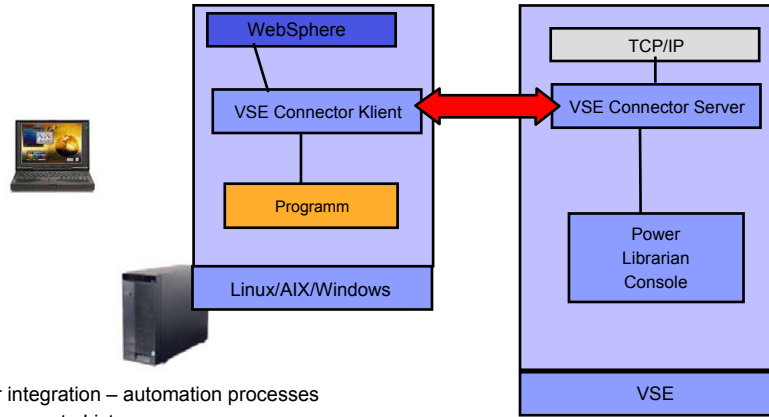 WebSphere
TCP/IP
VSE Connector Klient
VSE Connector Server
Programm
Power
Librarian
Console
Linux/AIX/Windows
VSE
integration – automation processes